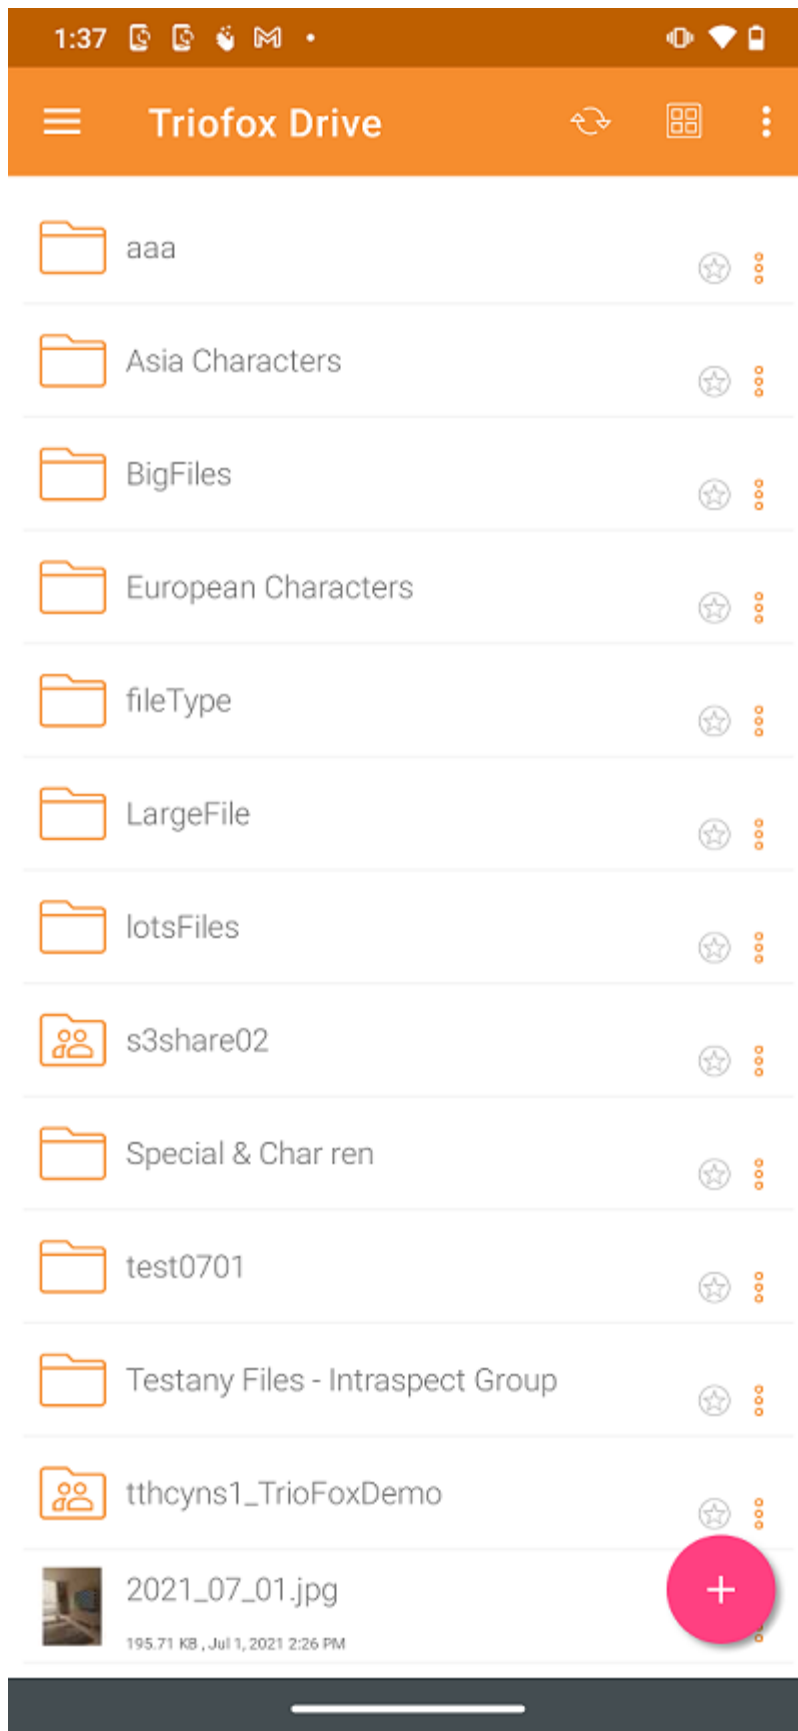 1:37
Triofox Drive
aaa
Asia Characters
BigFiles
European Characters
fileType
LargeFile
lotsFiles
s3share02
Special & Char ren
test0701
Testany Files - Intraspect Group
tthcyns1_TrioFoxDemo
2021_07_01.jpg
195.71 KB , Jul 1, 2021 2:26 PM